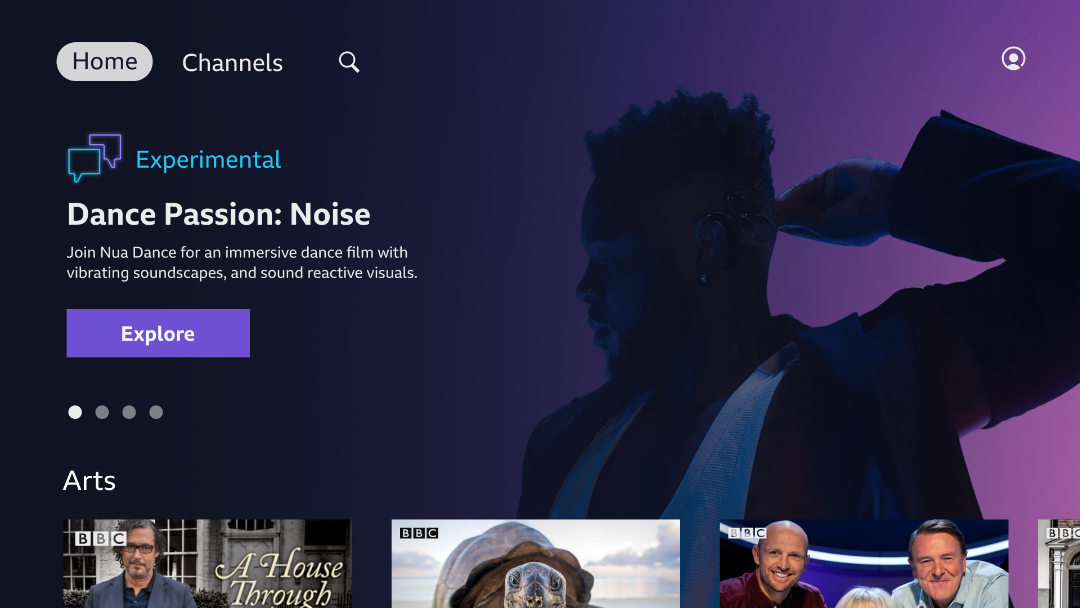 Home
Channels
Experimental
Dance Passion: Noise
Join Nua Dance for an immersive dance film with
vibrating soundscapes, and sound reactive visuals.
Explore
Arts
BBC
A House
Through
BBC
BBC
BBC